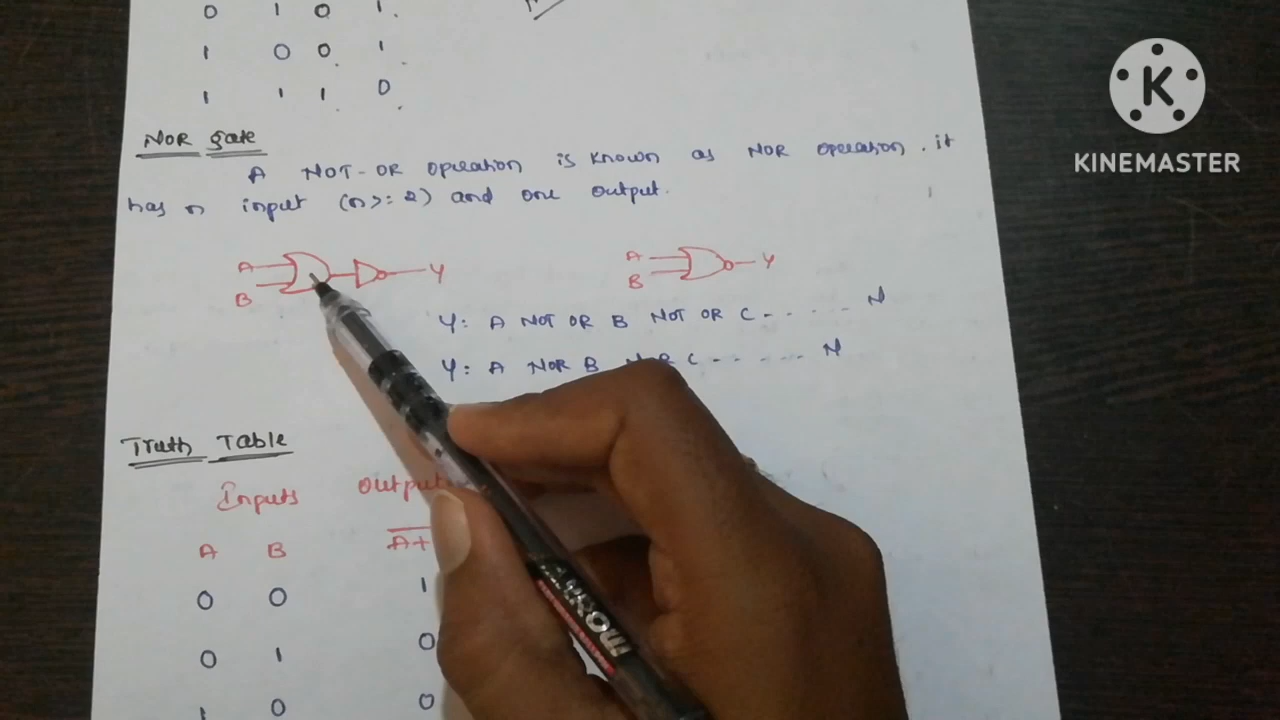 0 1 0 1.
1 0 0 1
1 1 1 0
NOR gate
A NOT-OR operation is known as NOR operation. it
has n input (n>=2) and one output.
A
B
Y
A
B
Y
Y: A NOT OR B NOT OR C - - - - - N
Y: A NOR B NOR C - - - - - - N
Truth Table
Inputs Output
A B A+
0 0 1
0 1 0
1 0 0
K
KINEMASTER